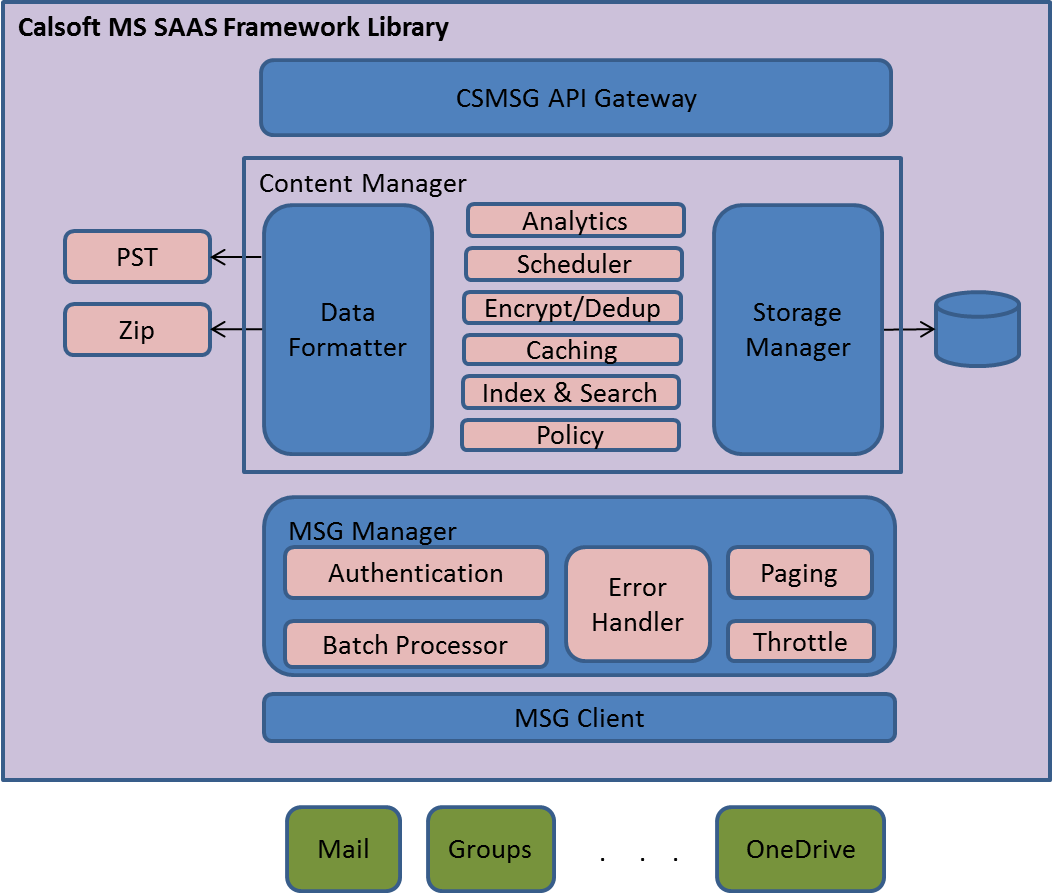 Calsoft MS SAAS Framework Library
CSMSG API Gateway
Content Manager
PST
Zip
Data
Formatter
Analytics
Scheduler
Encrypt/Dedup
Caching
Index & Search
Policy
Storage
Manager
MSG Manager
Authentication
Batch Processor
Error
Handler
Paging
Throttle
MSG Client
Mail
Groups
. . .
OneDrive